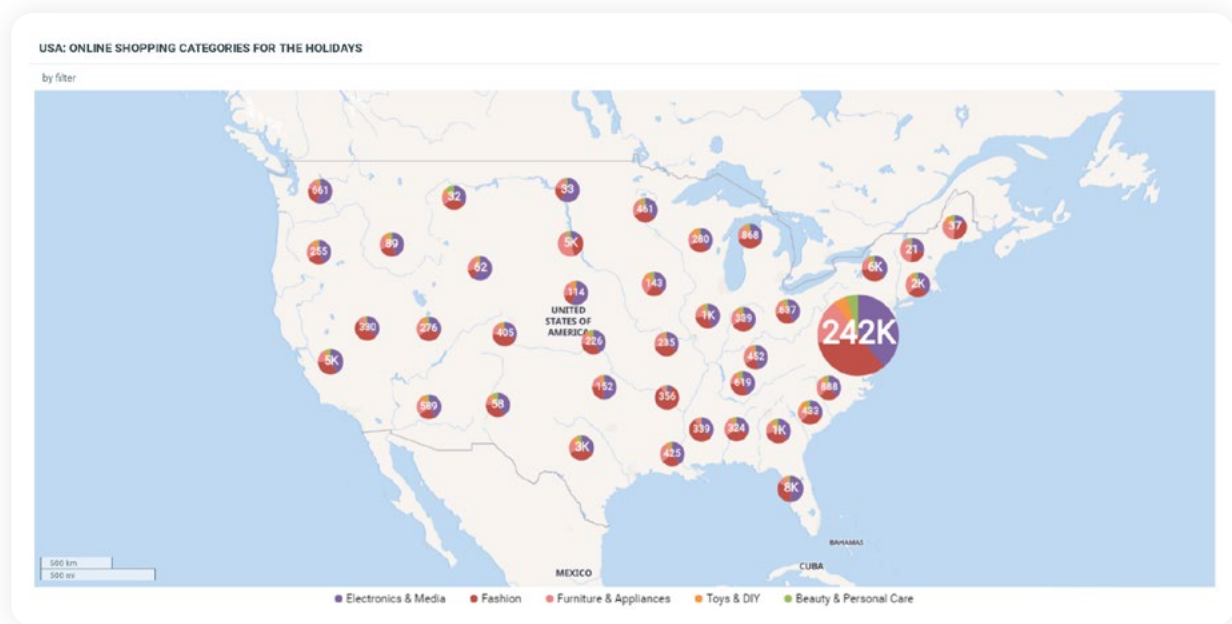 USA: ONLINE SHOPPING CATEGORIES FOR THE HOLIDAYS
by filter
661
32
33
461
37
265
89
5K
280
868
21
62
6K
114
143
2K
UNITED
STATES OF
AMERICA
330
276
405
226
235
1K
339
637
242K
5K
452
589
58
152
356
619
888
433
3K
425
339
324
1K
8K
BAHAMAS
CUBA
MEXICO
500 km
500 mi
Electronics & Media
Fashion
Furniture & Appliances
Toys & DIY
Beauty & Personal Care